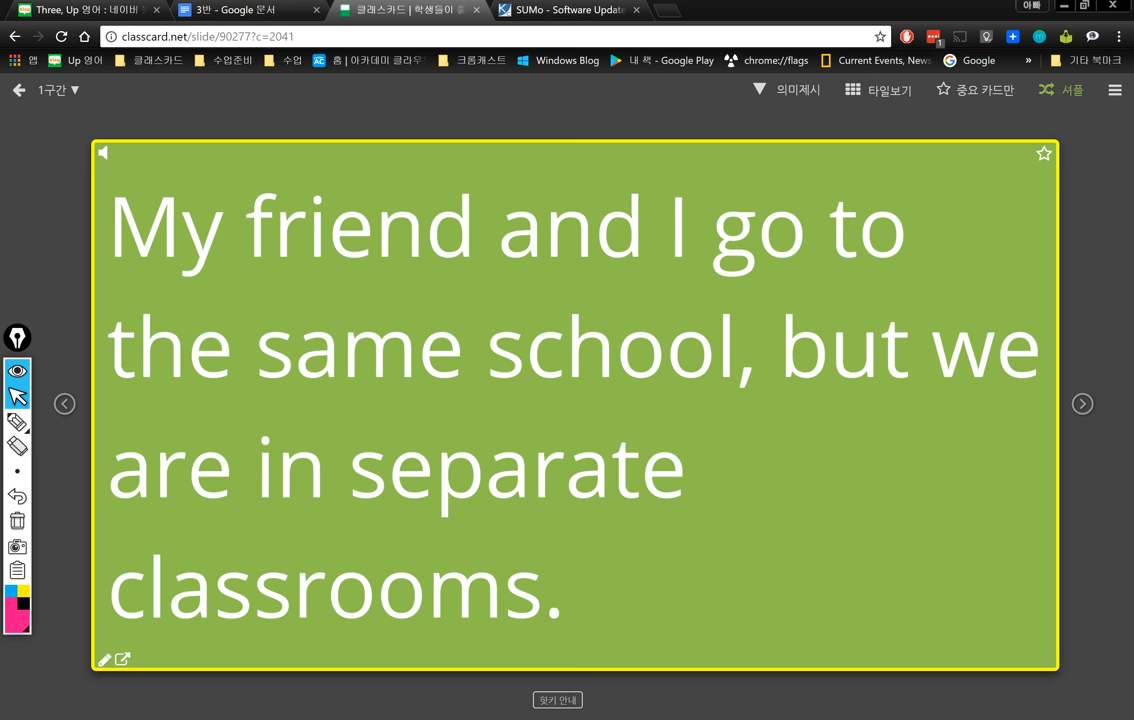 Three, Up 영어 : 네이버
3반 - Google 문서
클래스카드 | 학생들이
SUMo - Software Update
아빠
classcard.net/slide/90277?c=2041
앱
Up 영어
클래스카드
수업준비
수업
홈 | 아카데미 클라우
크롬캐스트
Windows Blog
내 책 - Google Play
chrome://flags
Current Events, News
Google
»
기타 북마크
1구간 ▼
▼ 의미제시
타일보기
중요 카드만
셔플
My friend and I go to
the same school, but we
are in separate
classrooms.
핫키 안내